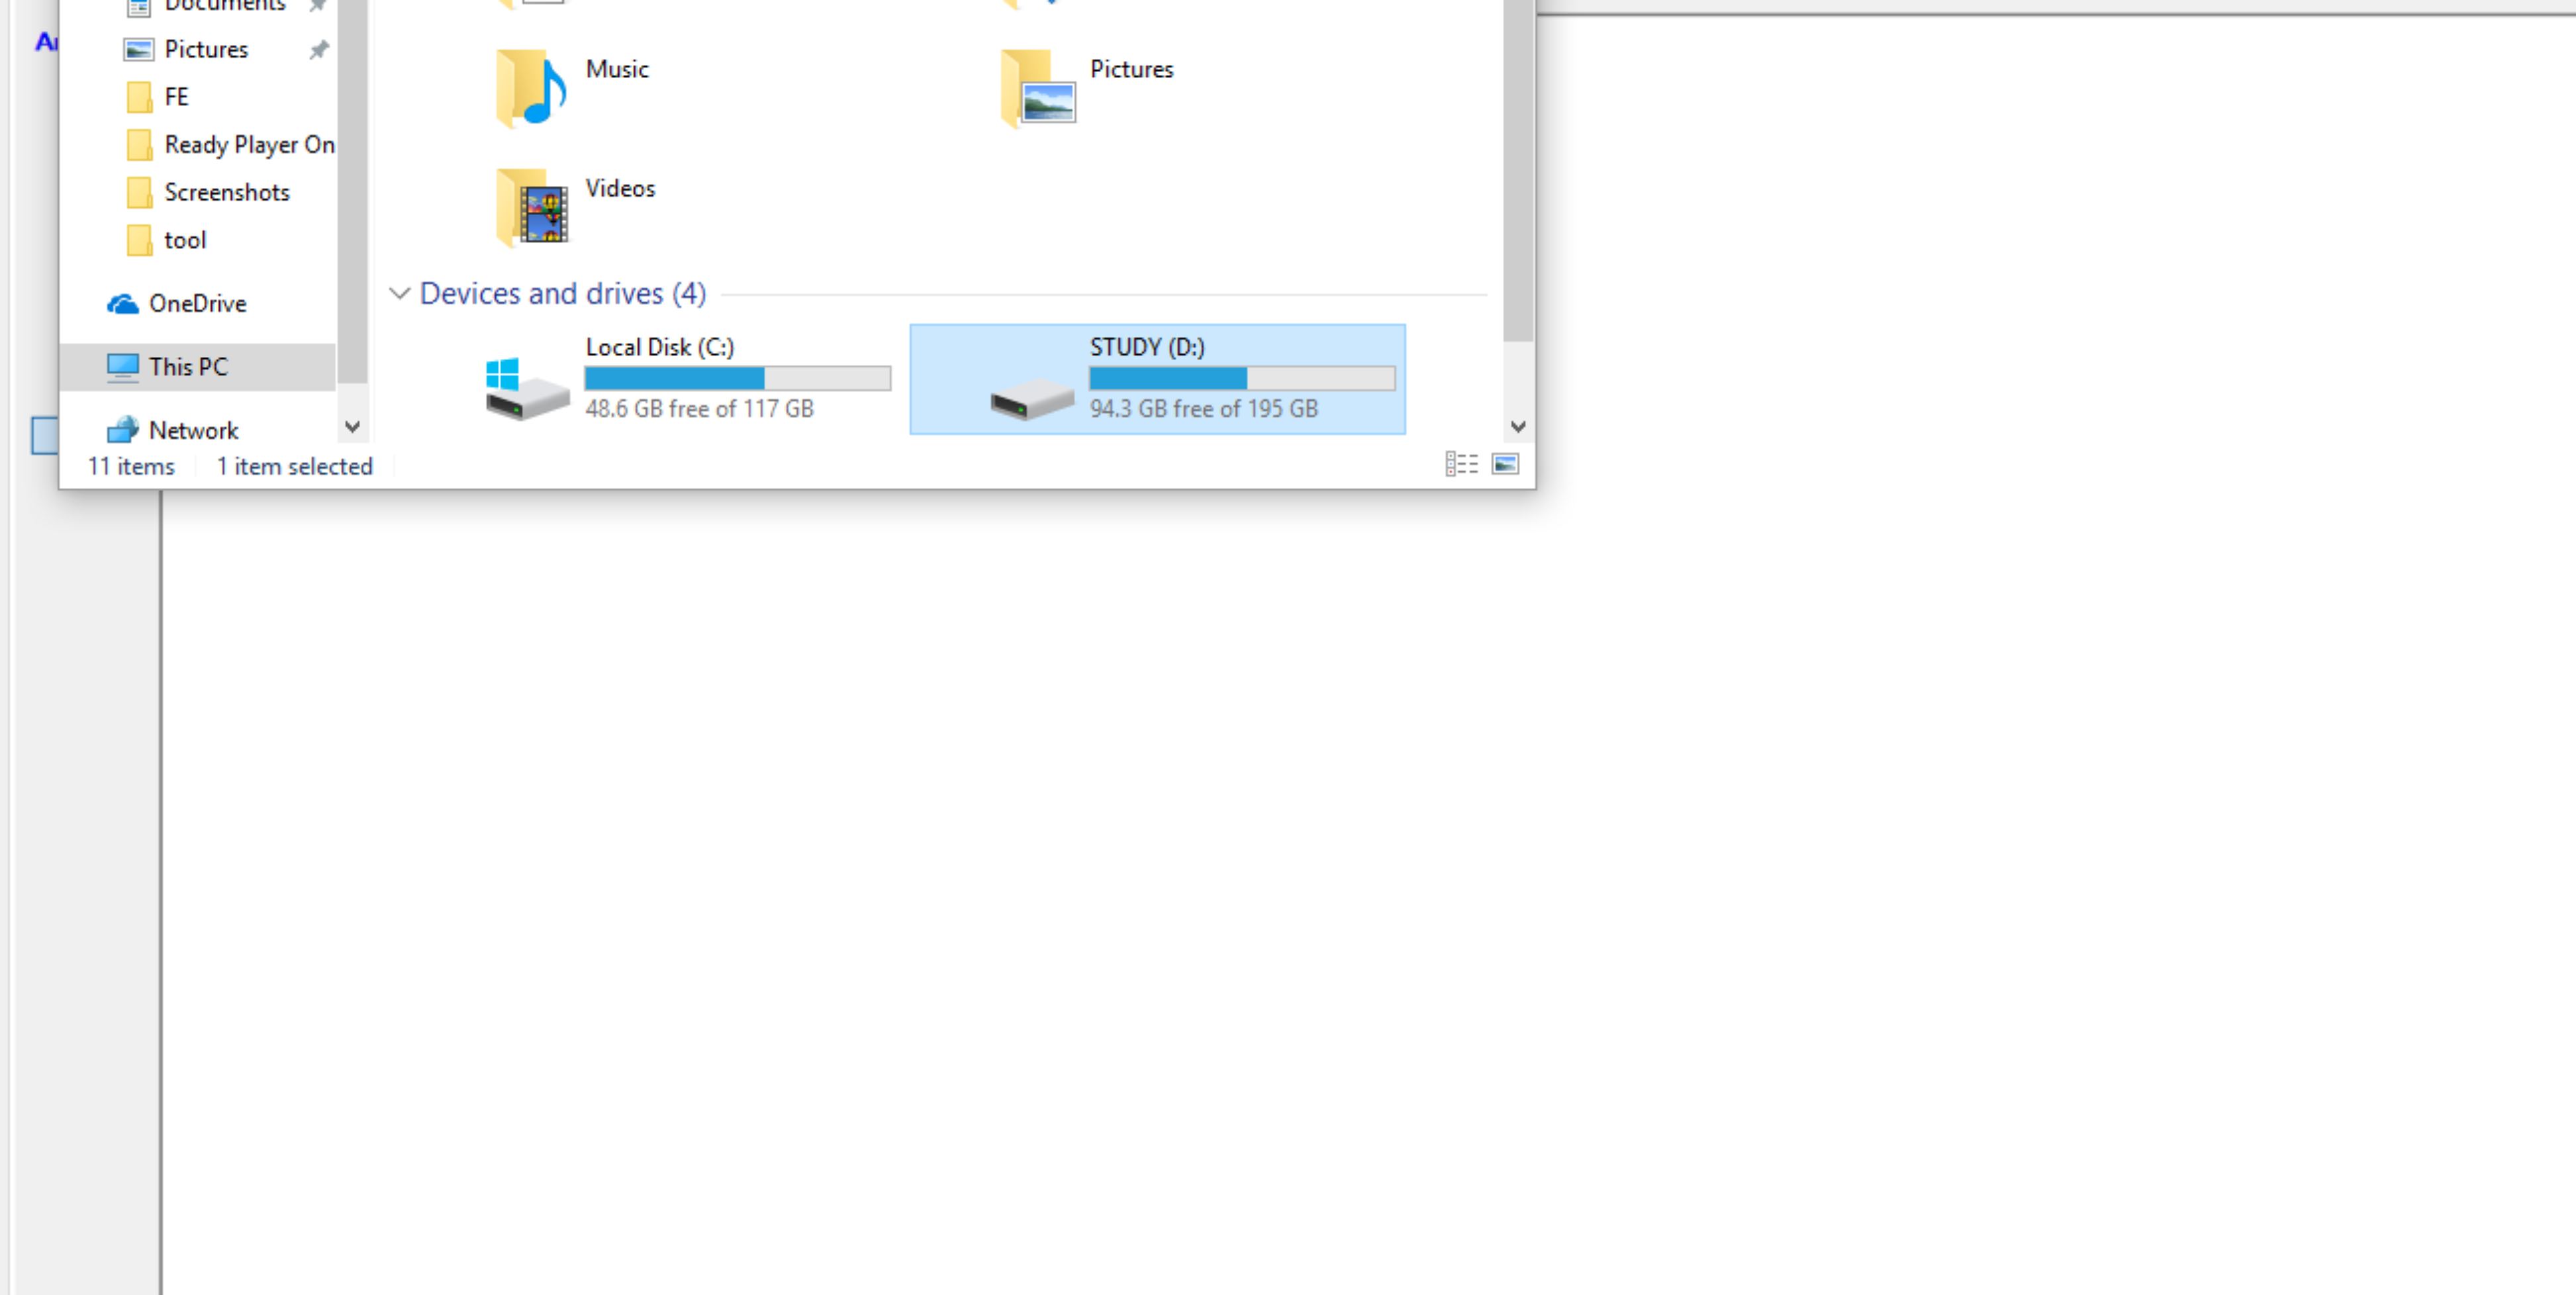 Documents
Pictures
FE
Ready Player On
Screenshots
tool
OneDrive
This PC
Network
Music
Pictures
Videos
Devices and drives (4)
Local Disk (C:)
48.6 GB free of 117 GB
STUDY (D:)
94.3 GB free of 195 GB
11 items
1 item selected